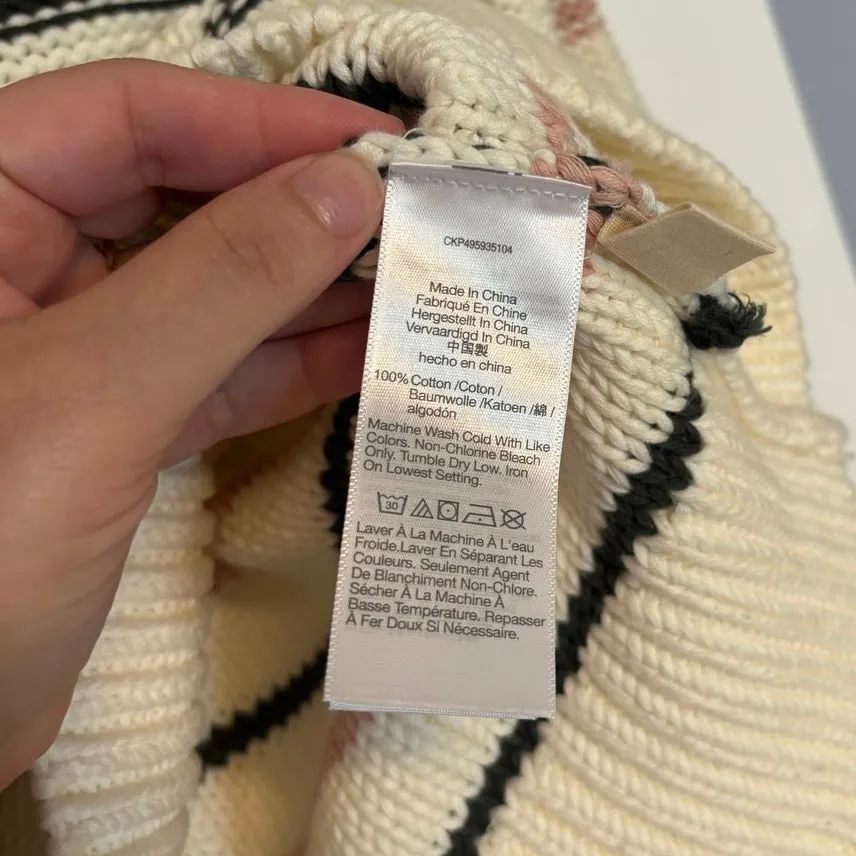 CKP495935104
Made In China
Fabriqué En Chine
Hergestellt In China
Vervaardigd In China
中国製
hecho en china
100% Cotton /Coton /
Baumwolle /Katoen /綿 /
algodón
Machine Wash Cold With Like
Colors. Non-Chlorine Bleach
Only. Tumble Dry Low. Iron
On Lowest Setting.
30
Laver À La Machine À L'eau
Froide.Laver En Séparant Les
Couleurs. Seulement Agent
De Blanchiment Non-Chlore.
Sécher À La Machine À
Basse Température. Repasser
À Fer Doux Si Nécessaire.